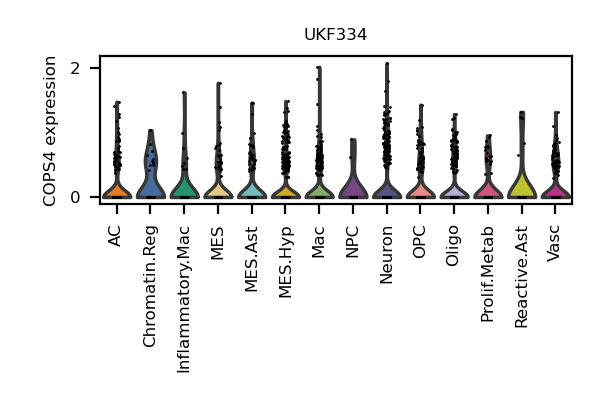 UKF334
COPS4 expression
2
0
AC
Chromatin.Reg
Inflammatory.Mac
MES
MES.Ast
MES.Hyp
Mac
NPC
Neuron
OPC
Oligo
Prolif.Metab
Reactive.Ast
Vasc